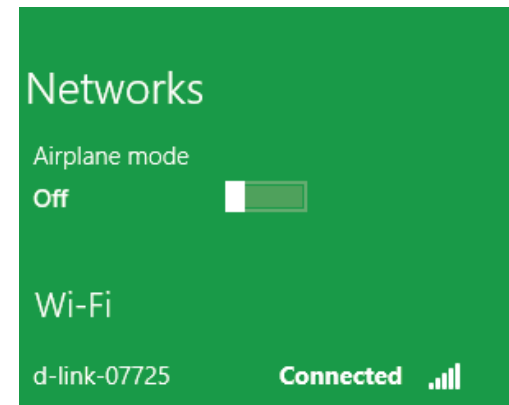 Networks
Airplane mode
Off
Wi-Fi
d-link-07725 Connected